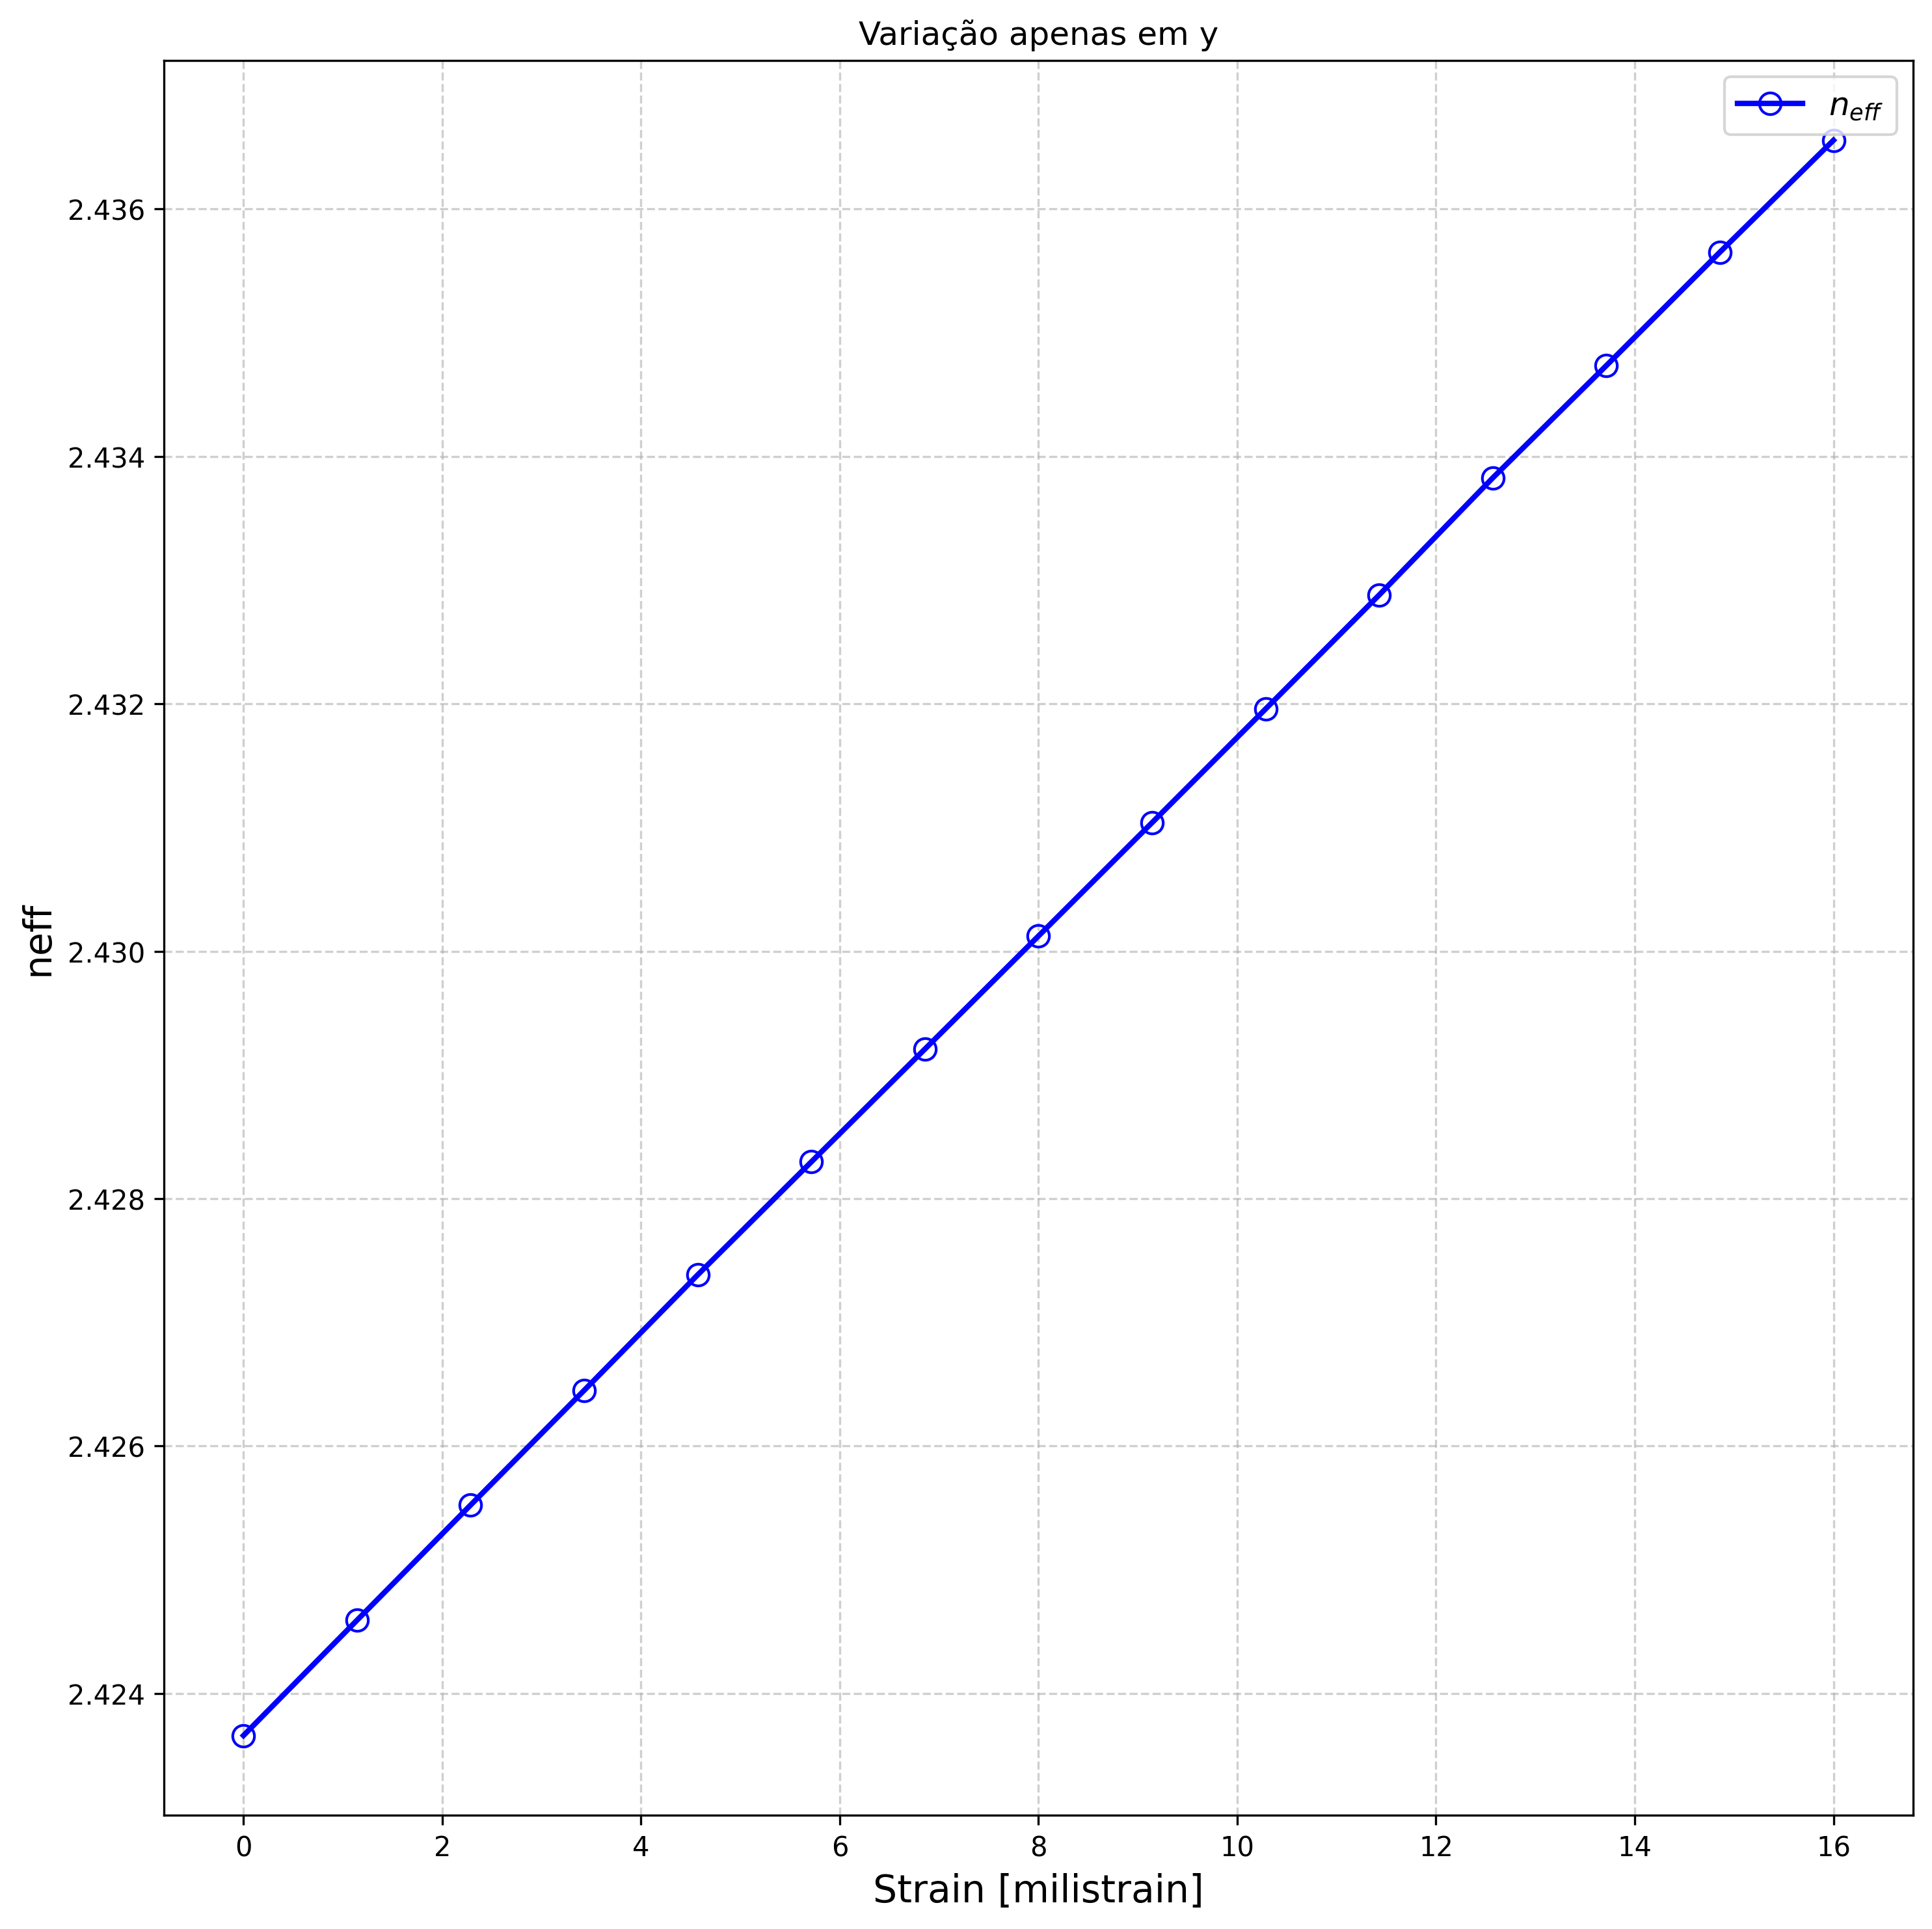 Variação apenas em y
n_eff
2.436
2.434
2.432
2.430
2.428
2.426
2.424
neff
0 2 4 6 8 10 12 14 16
Strain [milistrain]